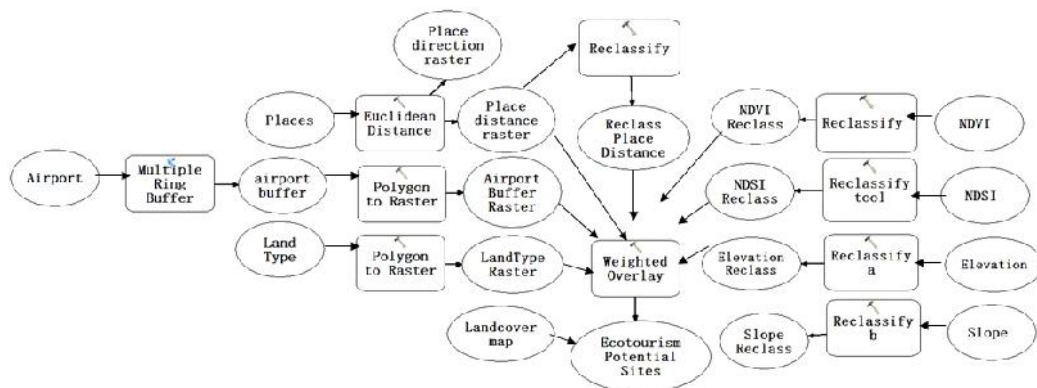 Place
direction
raster
Reclassify
Places
Euclidean
Distance
Place
distance
raster
Reclass
Place
Distance
NDVI
Reclass
Reclassify
NDVI
Airport
Multiple
Ring
Buffer
airport
buffer
Polygon
to Raster
Airport
Buffer
Raster
NDSI
Reclass
Reclassify
tool
NDSI
Land
Type
Polygon
to Raster
LandType
Raster
Weighted
Overlay
Elevation
Reclass
Reclassify
a
Elevation
Landcover
map
Ecotourism
Potential
Sites
Slope
Reclass
Reclassify
b
Slope